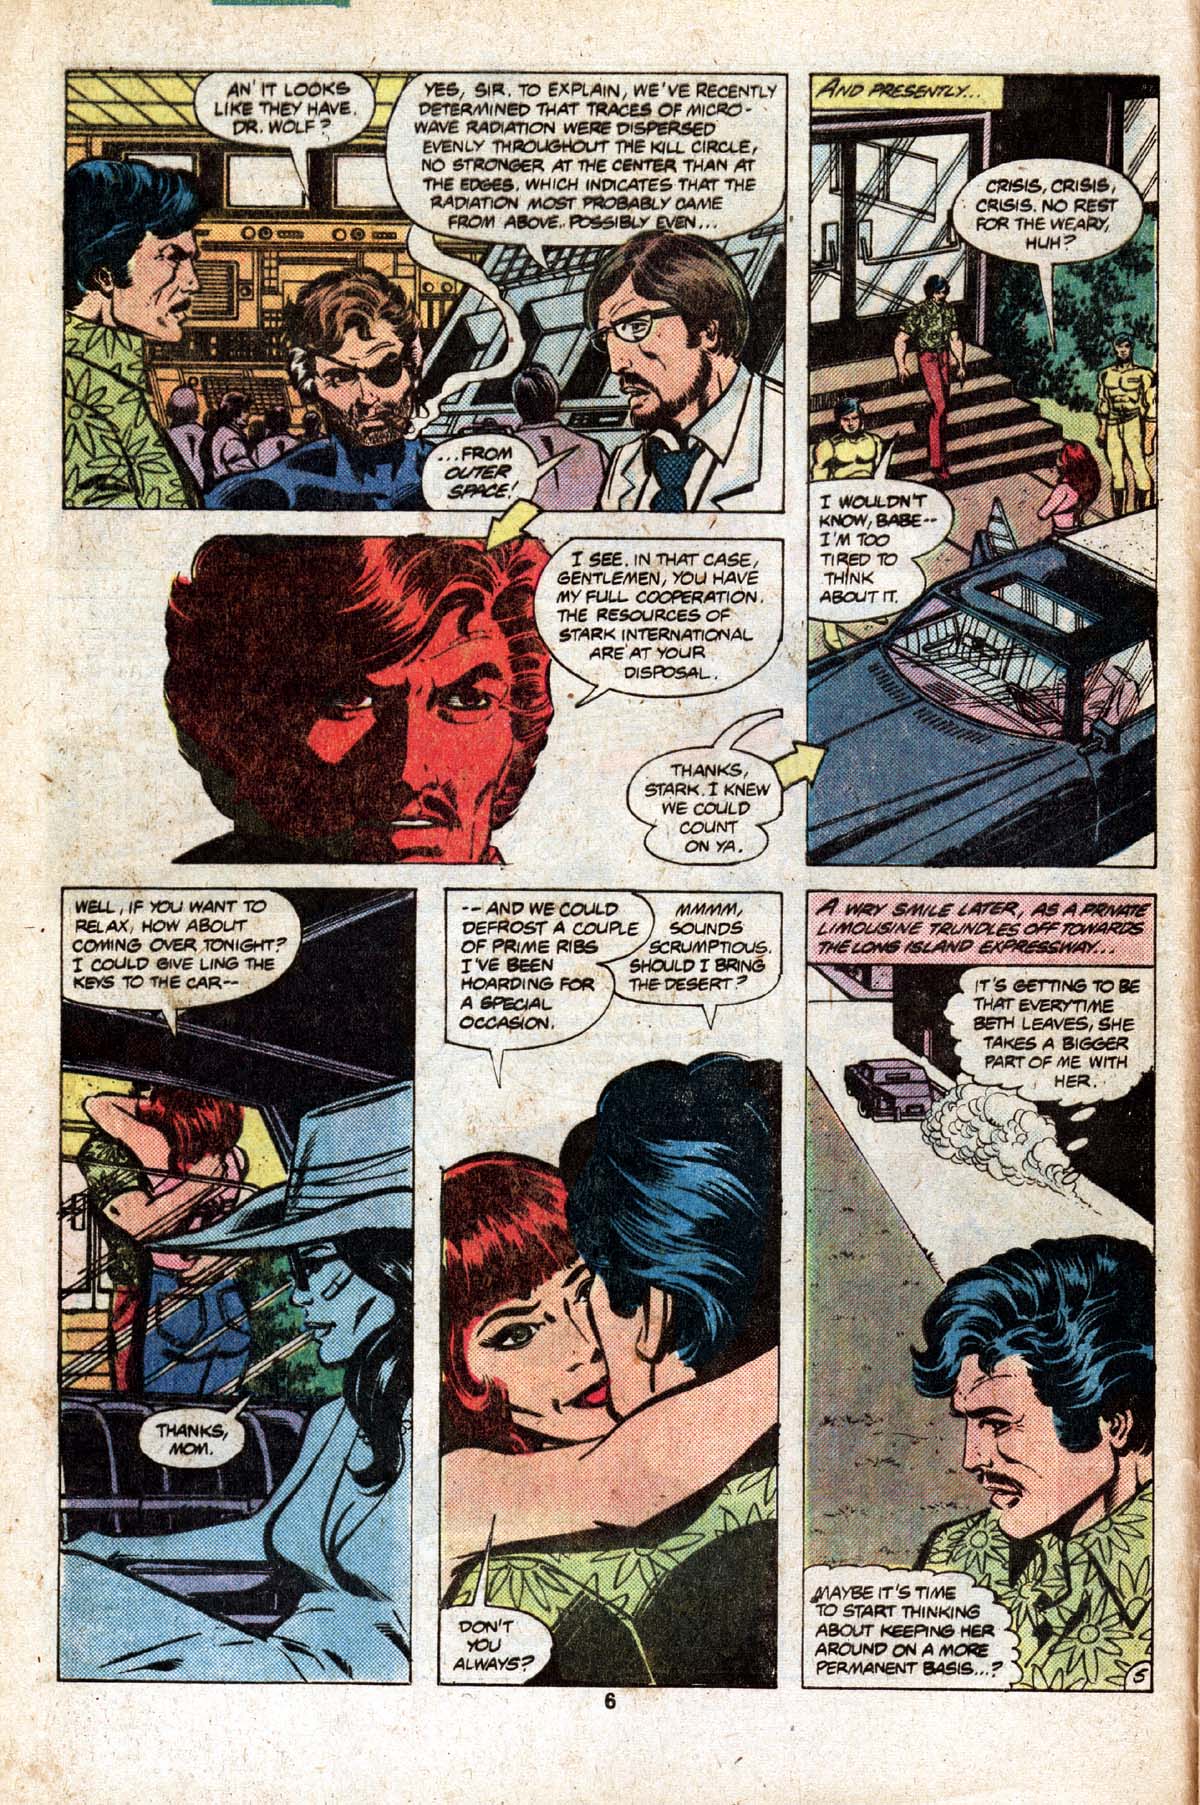 AN' IT LOOKS
LIKE THEY HAVE.
DR. WOLF?
YES, SIR. TO EXPLAIN, WE'VE RECENTLY
DETERMINED THAT TRACES OF MICRO-
WAVE RADIATION WERE DISPERSED
EVENLY THROUGHOUT THE KILL CIRCLE,
NO STRONGER AT THE CENTER THAN AT
THE EDGES, WHICH INDICATES THAT THE
RADIATION MOST PROBABLY CAME
FROM ABOVE. POSSIBLY EVEN...
...FROM
OUTER
SPACE!
I SEE. IN THAT CASE,
GENTLEMEN, YOU HAVE
MY FULL COOPERATION.
THE RESOURCES OF
STARK INTERNATIONAL
ARE AT YOUR
DISPOSAL.
THANKS,
STARK. I KNEW
WE COULD
COUNT
ON YA.
AND PRESENTLY...
CRISIS, CRISIS,
CRISIS. NO REST
FOR THE WEARY,
HUH?
I WOULDN'T
KNOW, BABE--
I'M TOO
TIRED TO
THINK
ABOUT IT.
WELL, IF YOU WANT TO
RELAX, HOW ABOUT
COMING OVER TONIGHT?
I COULD GIVE LING THE
KEYS TO THE CAR--
THANKS,
MOM.
-- AND WE COULD
DEFROST A COUPLE
OF PRIME RIBS
I'VE BEEN
HOARDING FOR
A SPECIAL
OCCASION.
MMMM,
SOUNDS
SCRUMPTIOUS.
SHOULD I BRING
THE DESERT?
DON'T
YOU
ALWAYS?
A WRY SMILE LATER, AS A PRIVATE
LIMOUSINE TRUNDLES OFF TOWARDS
THE LONG ISLAND EXPRESSWAY...
IT'S GETTING TO BE
THAT EVERYTIME
BETH LEAVES, SHE
TAKES A BIGGER
PART OF ME WITH
HER.
MAYBE IT'S TIME
TO START THINKING
ABOUT KEEPING HER
AROUND ON A MORE
PERMANENT BASIS...?
5
6